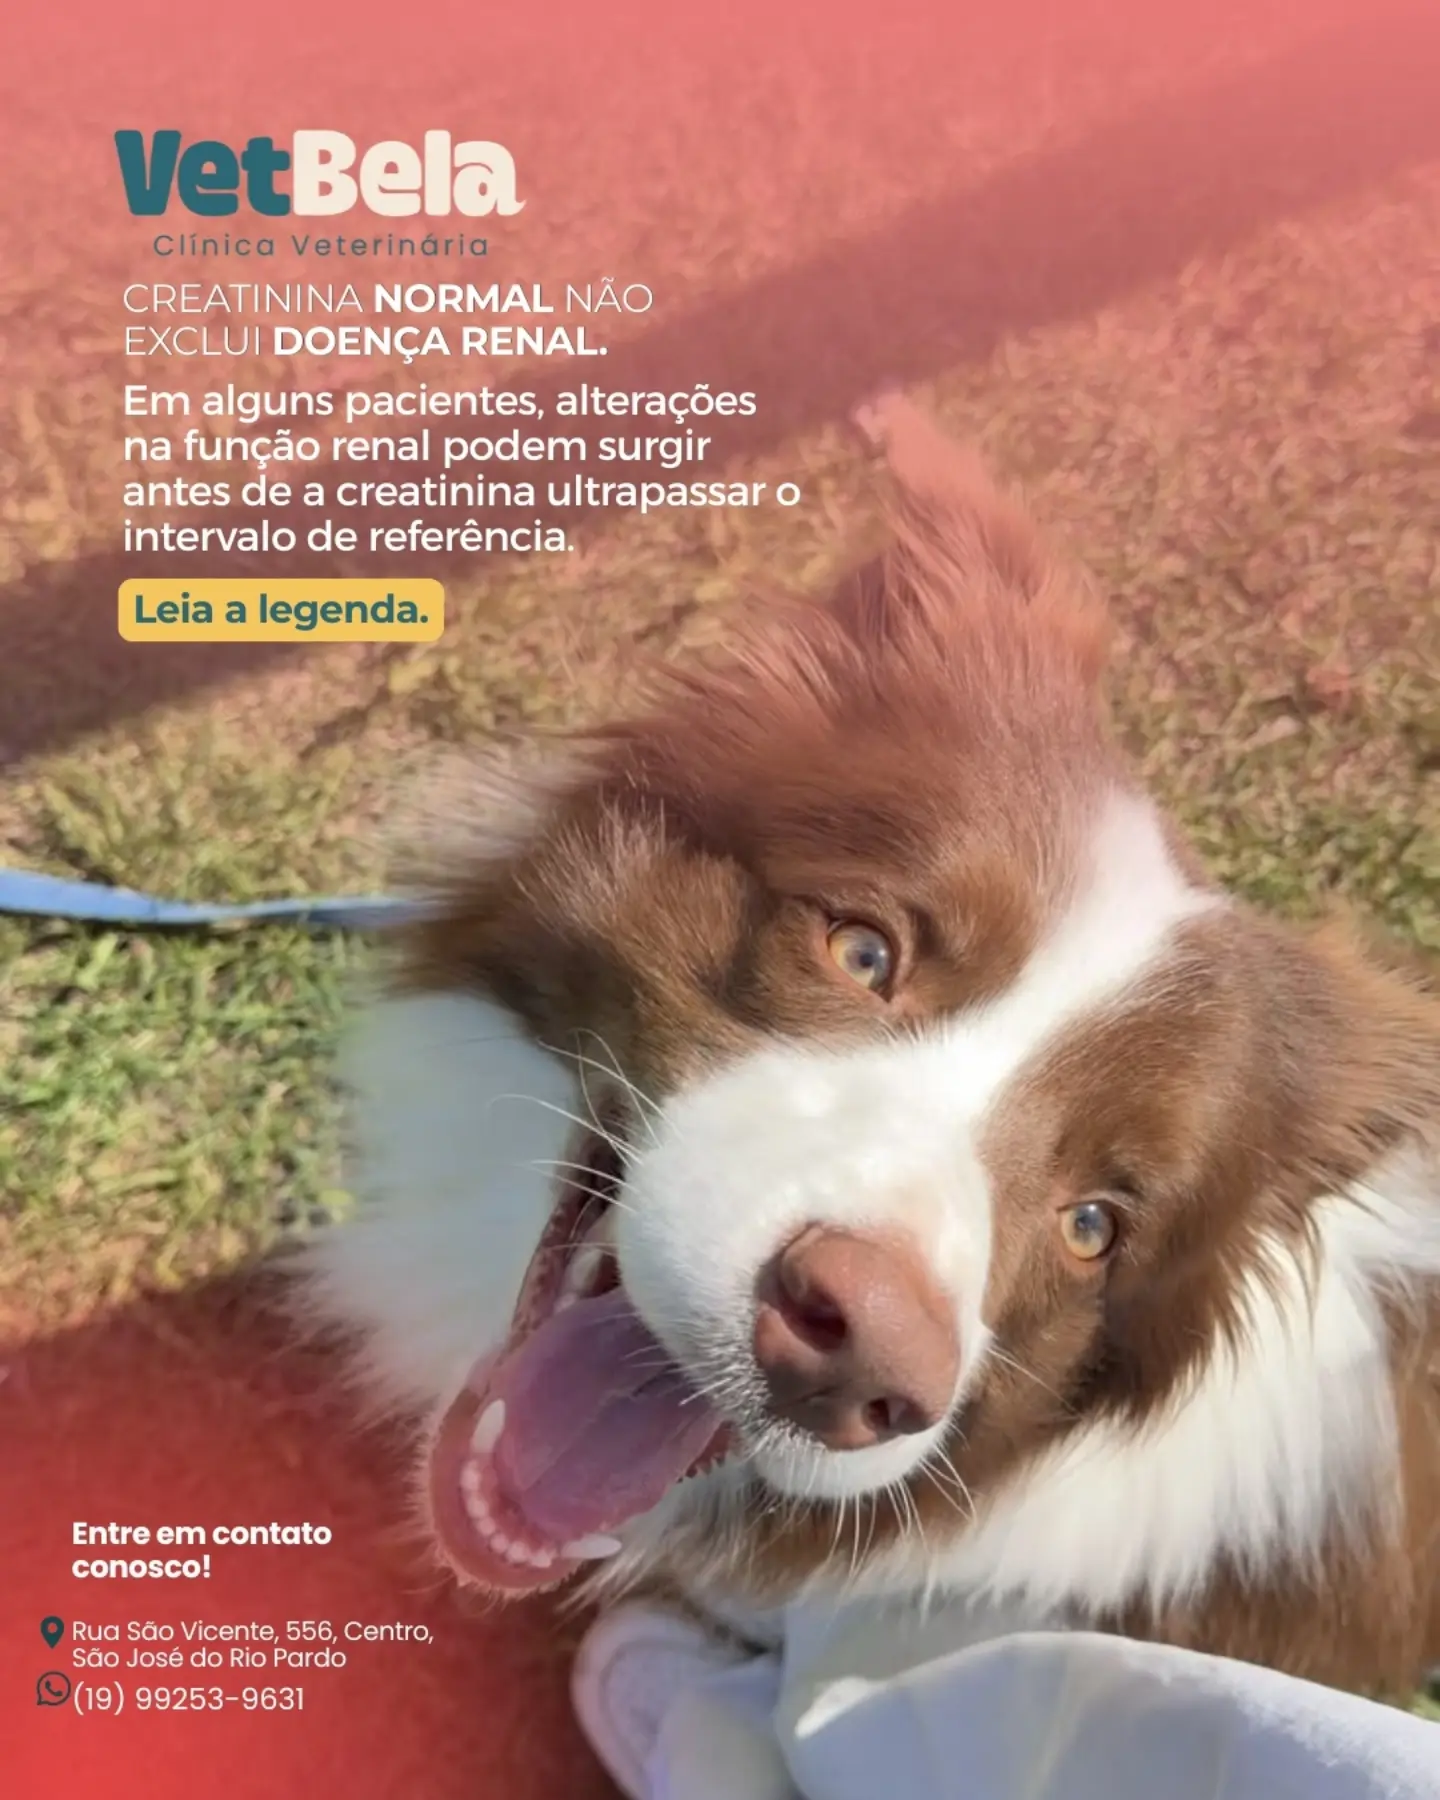 VetBela
Clínica Veterinária
CREATININA NORMAL NÃO
EXCLUI DOENÇA RENAL.
Em alguns pacientes, alterações
na função renal podem surgir
antes de a creatinina ultrapassar o
intervalo de referência.
Leia a legenda.
Entre em contato
conosco!
Rua São Vicente, 556, Centro,
São José do Rio Pardo
(19) 99253-9631